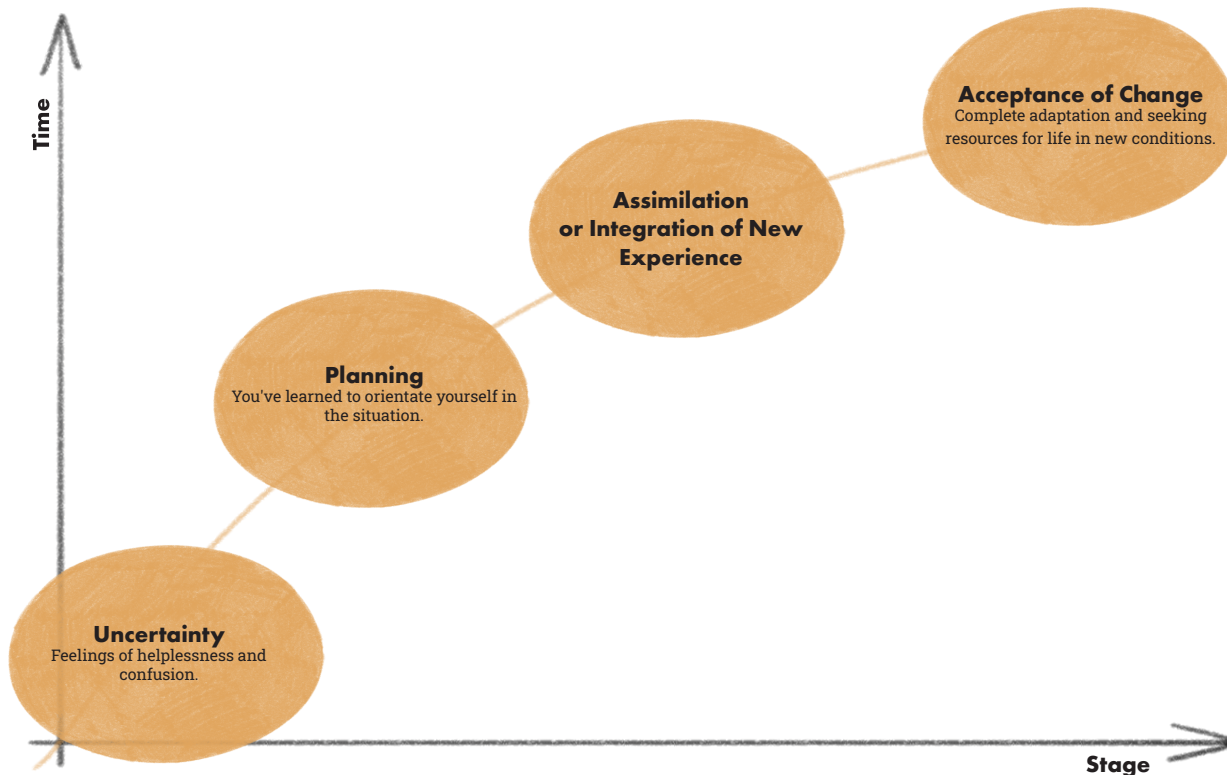 Time
Acceptance of Change
Complete adaptation and seeking
resources for life in new conditions.
Assimilation
or Integration of New
Experience
Planning
You've learned to orientate yourself in
the situation.
Uncertainty
Feelings of helplessness and
confusion.
Stage